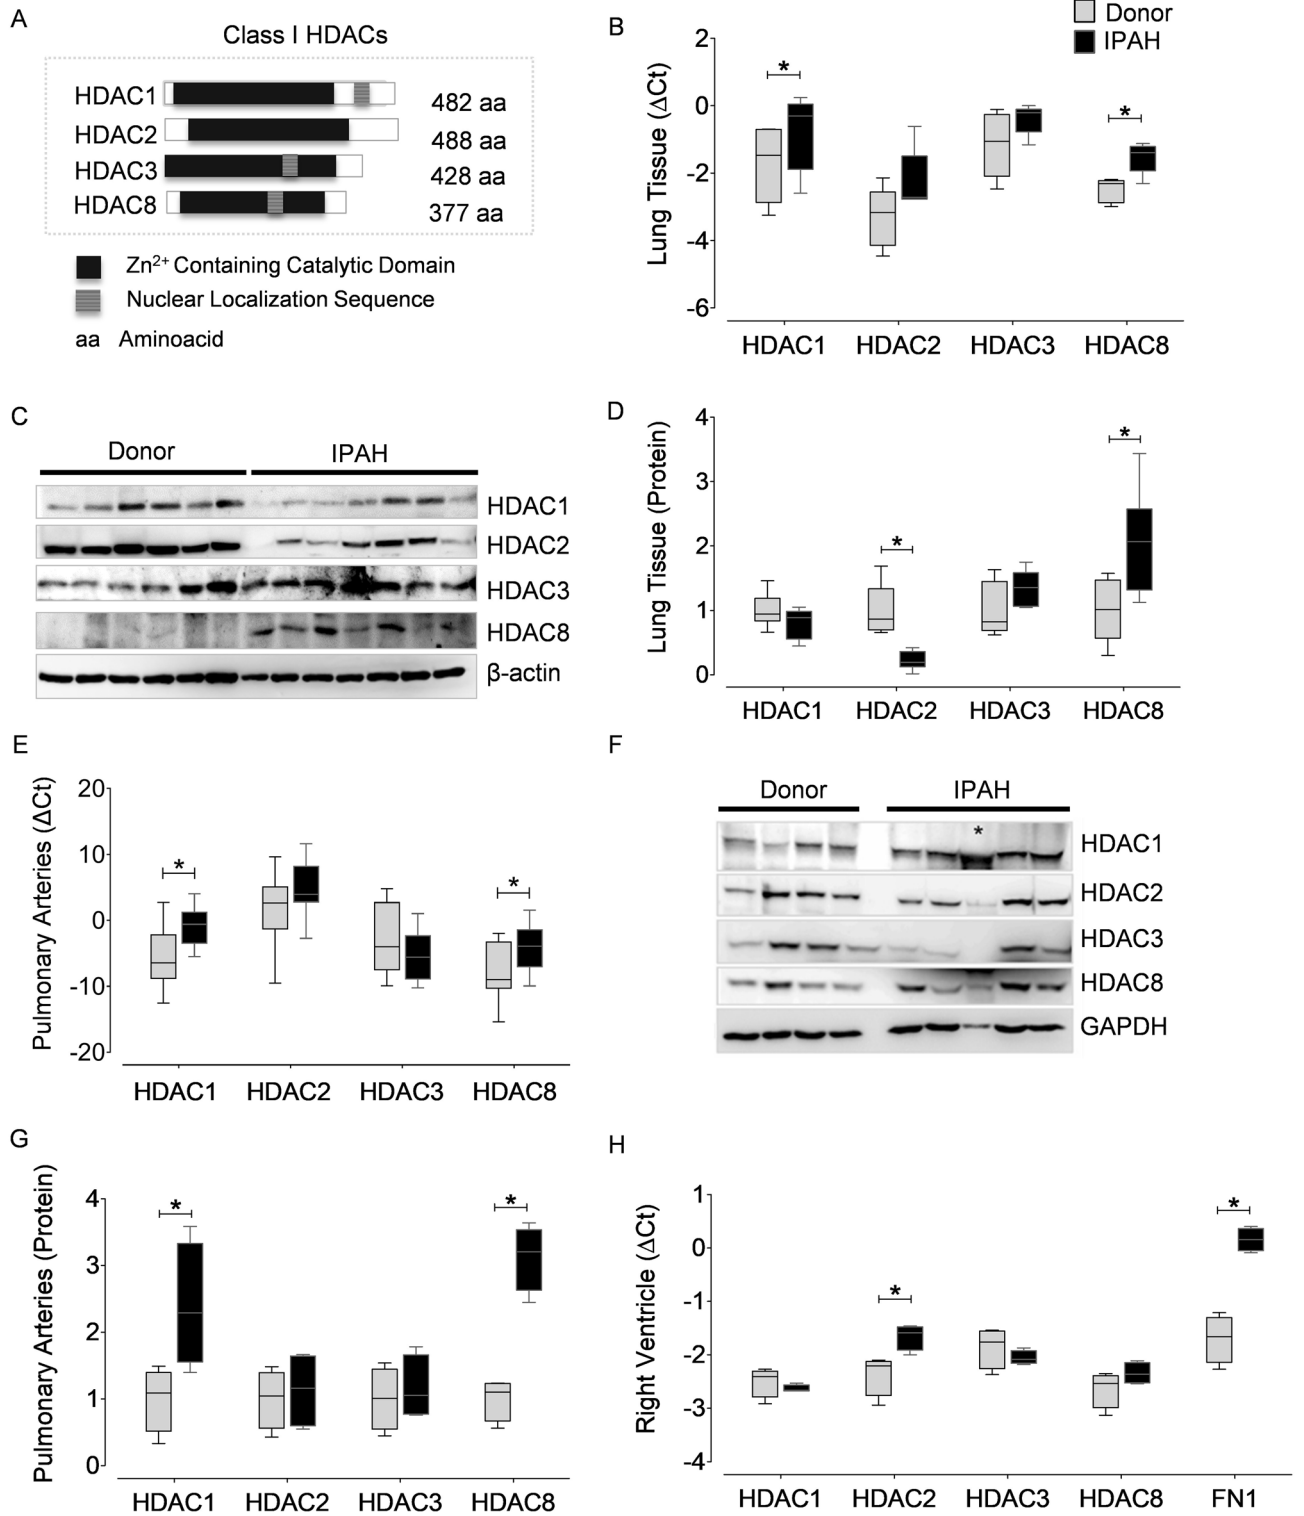 A
Class I HDACs
HDAC1
482 aa
HDAC2
488 aa
HDAC3
428 aa
HDAC8
377 aa
Zn2+ Containing Catalytic Domain
Nuclear Localization Sequence
aa Aminoacid
B
Donor
IPAH
Lung Tissue (ΔCt)
2
0
-2
-4
-6
*
*
HDAC1 HDAC2 HDAC3 HDAC8
C
Donor IPAH
HDAC1
HDAC2
HDAC3
HDAC8
β-actin
D
Lung Tissue (Protein)
4
3
2
1
0
*
*
HDAC1 HDAC2 HDAC3 HDAC8
E
Pulmonary Arteries (ΔCt)
20
10
0
-10
-20
*
*
HDAC1 HDAC2 HDAC3 HDAC8
F
Donor IPAH
*
HDAC1
HDAC2
HDAC3
HDAC8
GAPDH
G
Pulmonary Arteries (Protein)
4
3
2
1
0
*
*
HDAC1 HDAC2 HDAC3 HDAC8
H
Right Ventricle (ΔCt)
1
0
-1
-2
-3
-4
*
*
HDAC1 HDAC2 HDAC3 HDAC8 FN1